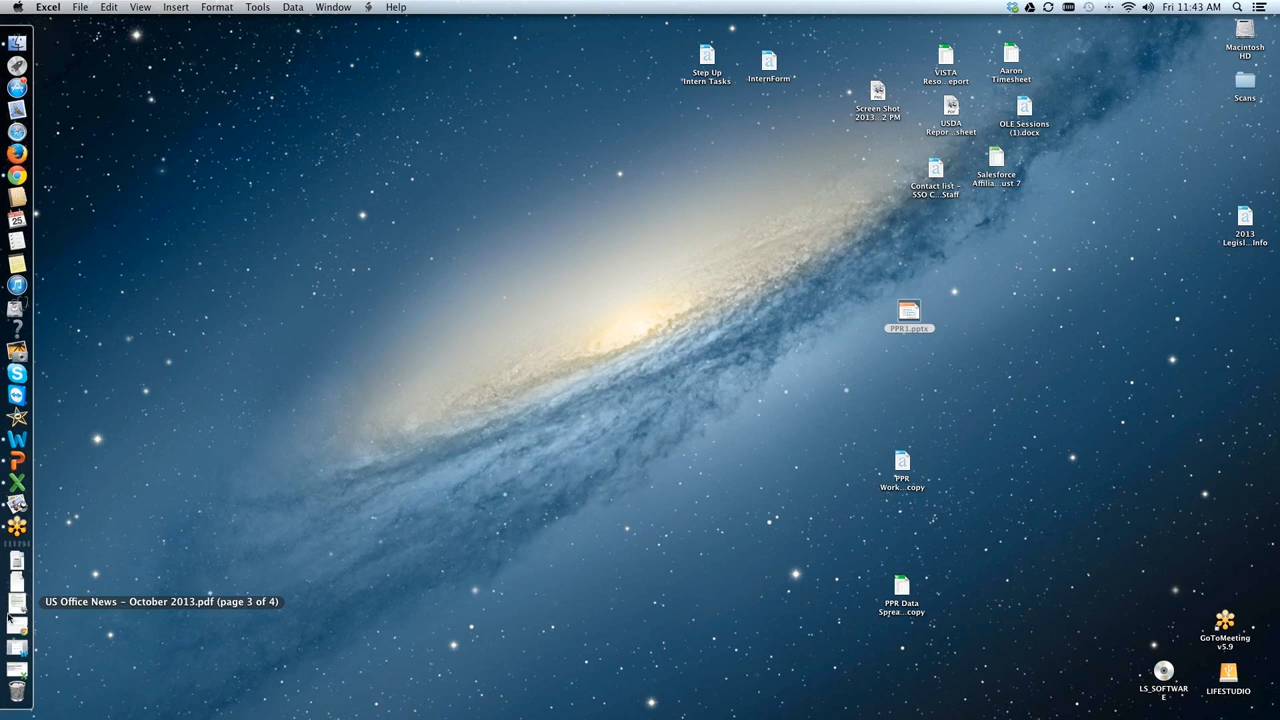 Excel File Edit View Insert Format Tools Data Window Help Fri 11:43 AM
Macintosh
HD
Step Up
"Intern Tasks
InternForm
VISTA
Reso...eport
Aaron
Timesheet
Scans
Screen Shot
2013...2 PM
USDA
Repor...sheet
OLE Sessions
(1).docx
Contact list -
SSO C...Staff
Salesforce
Affilia...ust 7
25
2013
Legisl...Info
PPR1.pptx
PPR
Work...copy
US Office News - October 2013.pdf (page 3 of 4)
PPR Data
Sprea...copy
GoToMeeting
v5.9
LS_SOFTWAR
E
LIFESTUDIO